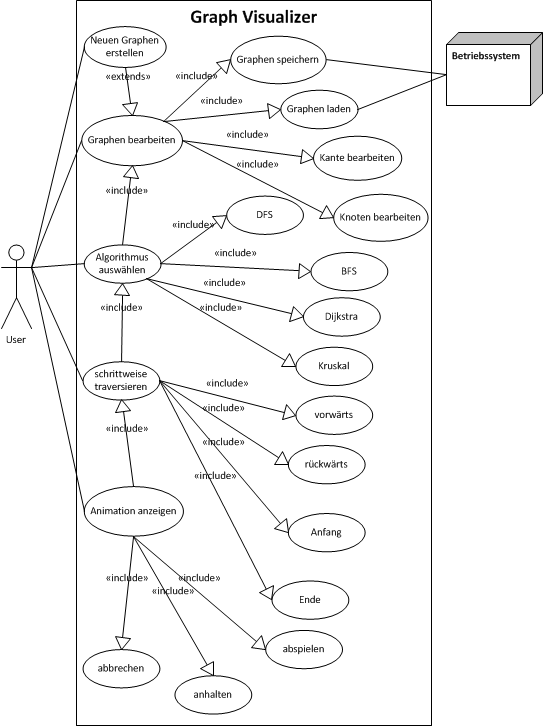 Graph Visualizer
Neuen Graphen
erstellen
«extends»
«include»
Graphen speichern
Betriebssystem
«include»
Graphen laden
Graphen bearbeiten
«include»
Kante bearbeiten
«include»
Knoten bearbeiten
«include»
DFS
«include»
Algorithmus
auswählen
«include»
BFS
«include»
Dijkstra
«include»
Kruskal
User
«include»
schrittweise
traversieren
«include»
vorwärts
«include»
rückwärts
«include»
«include»
Anfang
«include»
Animation anzeigen
Ende
«include»
«include»
«include»
abspielen
abbrechen
anhalten